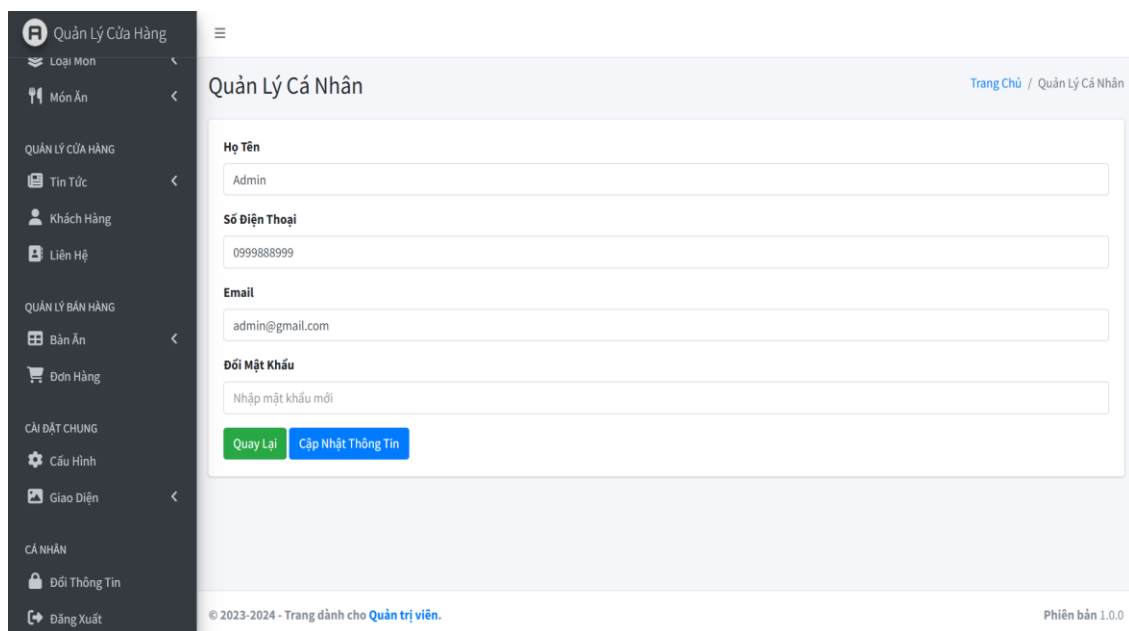 Quản Lý Cửa Hàng
Loại Món
Món Ăn
QUẢN LÝ CỬA HÀNG
Tin Tức
Khách Hàng
Liên Hệ
QUẢN LÝ BÁN HÀNG
Bàn Ăn
Đơn Hàng
CÀI ĐẶT CHUNG
Cấu Hình
Giao Diện
CÁ NHÂN
Đổi Thông Tin
Đăng Xuất
Quản Lý Cá Nhân
Trang Chủ / Quản Lý Cá Nhân
Họ Tên
Admin
Số Điện Thoại
0999888999
Email
admin@gmail.com
Đổi Mật Khẩu
Nhập mật khẩu mới
Quay Lại
Cập Nhật Thông Tin
© 2023-2024 - Trang dành cho Quản trị viên.
Phiên bản 1.0.0